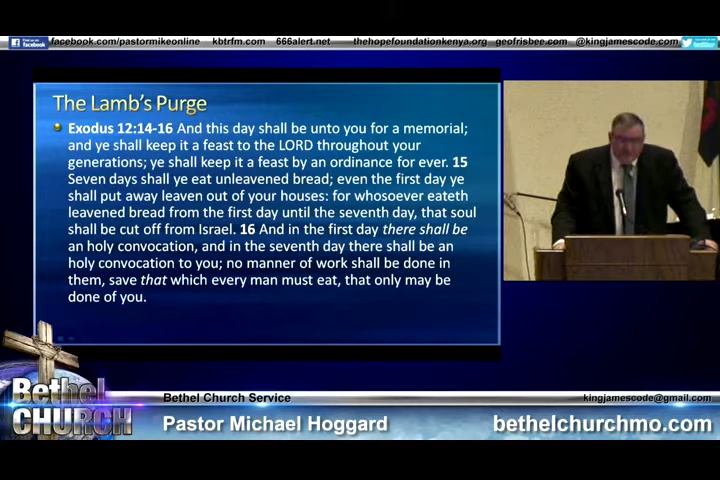 Find us on facebook facebook.com/pastormikeonline kbtrfm.com 666alert.net thehopefoundationkenya.org geofrisbee.com @kingjamescode.com twitter
The Lamb's Purge
Exodus 12:14-16 And this day shall be unto you for a memorial;
and ye shall keep it a feast to the LORD throughout your
generations; ye shall keep it a feast by an ordinance for ever. 15
Seven days shall ye eat unleavened bread; even the first day ye
shall put away leaven out of your houses: for whosoever eateth
leavened bread from the first day until the seventh day, that soul
shall be cut off from Israel. 16 And in the first day there shall be
an holy convocation, and in the seventh day there shall be an
holy convocation to you; no manner of work shall be done in
them, save that which every man must eat, that only may be
done of you.
Bethel
CHURCH
Bethel Church Service
kingjamescode@gmail.com
Pastor Michael Hoggard
bethelchurchmo.com